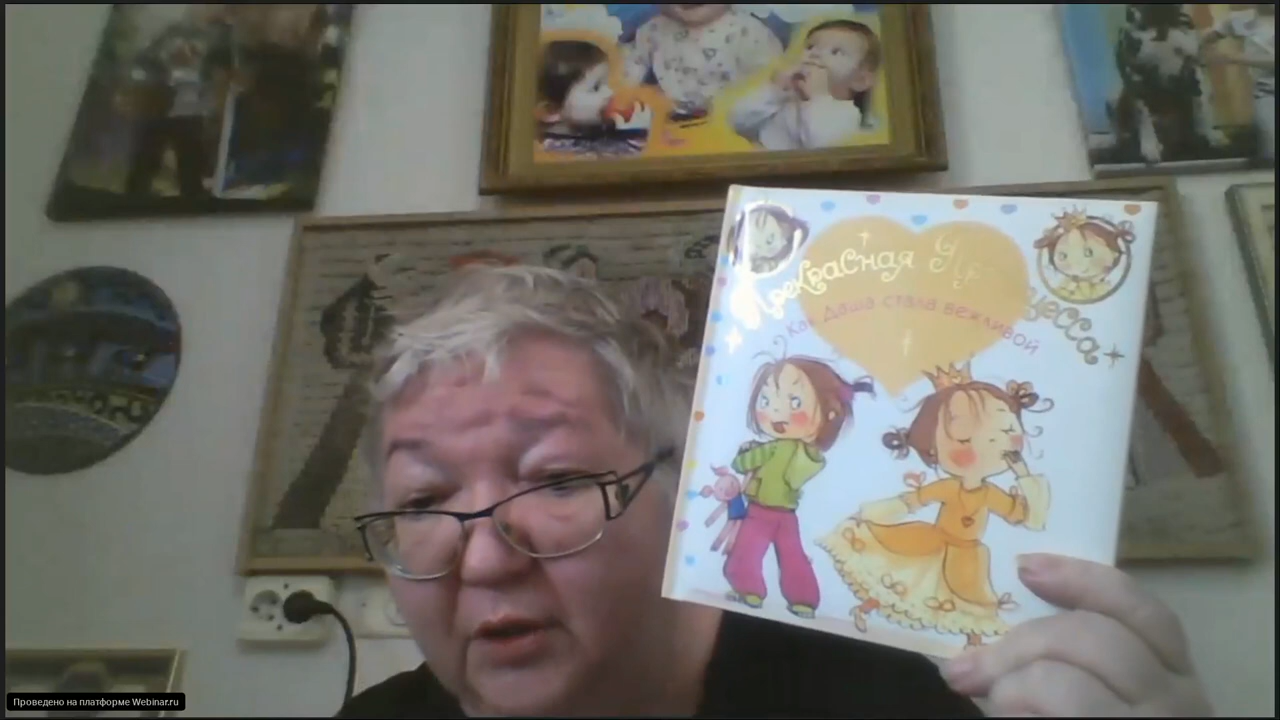 Прекрасная
Как Даша стала вежливой
Проведено на платформе Webinar.ru